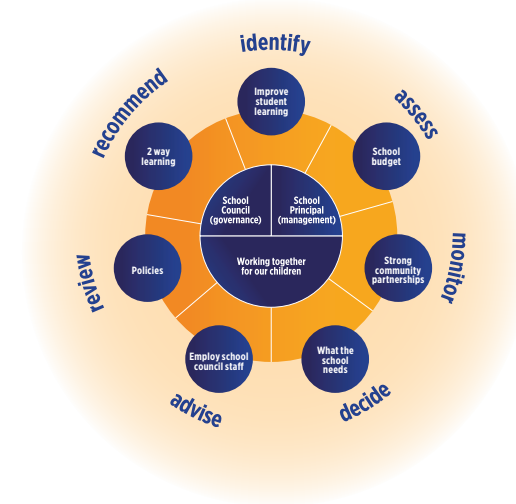 identify
Improve
student
learning
assess
School
budget
monitor
Strong
community
partnerships
decide
What the
school
needs
advise
Employ school
council staff
review
Policies
recommend
2 way
learning
School
Council
(governance)
School
Principal
(management)
Working together
for our children